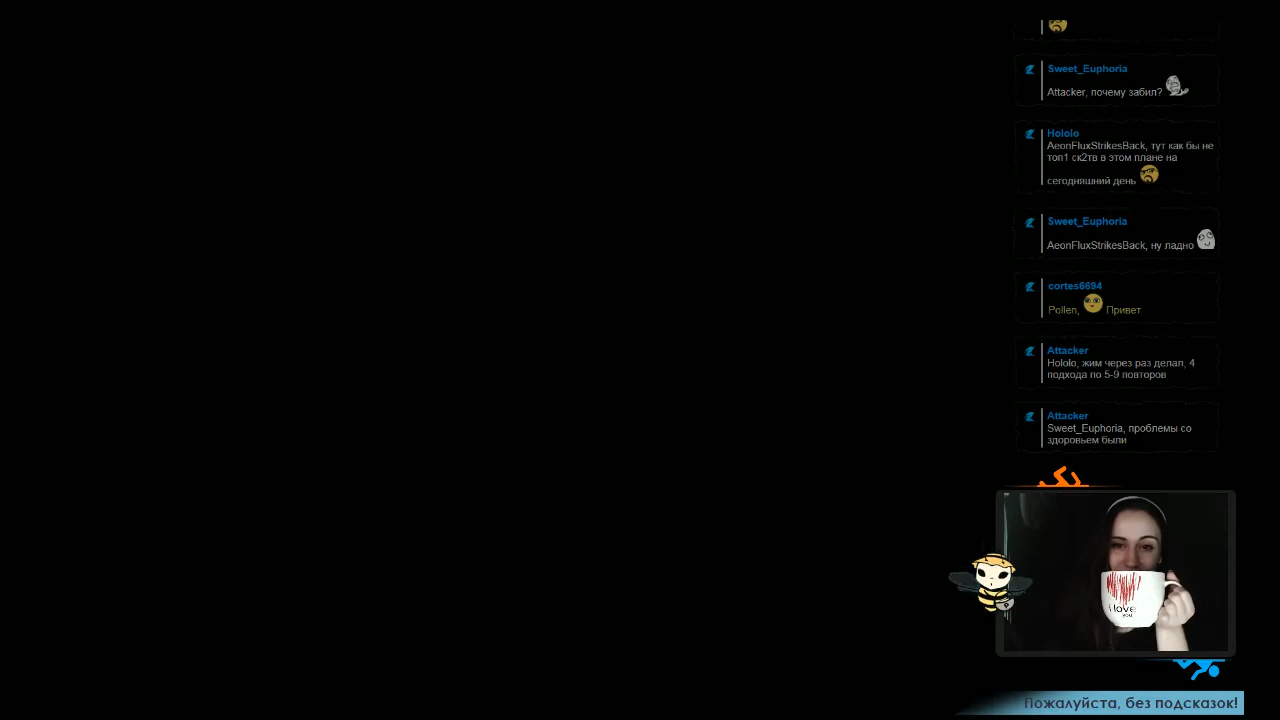 Sweet_Euphoria
Attacker, почему забил?
Hololo
AeonFluxStrikesBack, тут как бы не
топ1 ск2тв в этом плане на
сегодняшний день
Sweet_Euphoria
AeonFluxStrikesBack, ну ладно
cortes6694
Pollen, Привет
Attacker
Hololo, жим через раз делал, 4
подхода по 5-9 повторов
Attacker
Sweet_Euphoria, проблемы со
здоровьем были
i love
you
Пожалуйста, без подсказок!